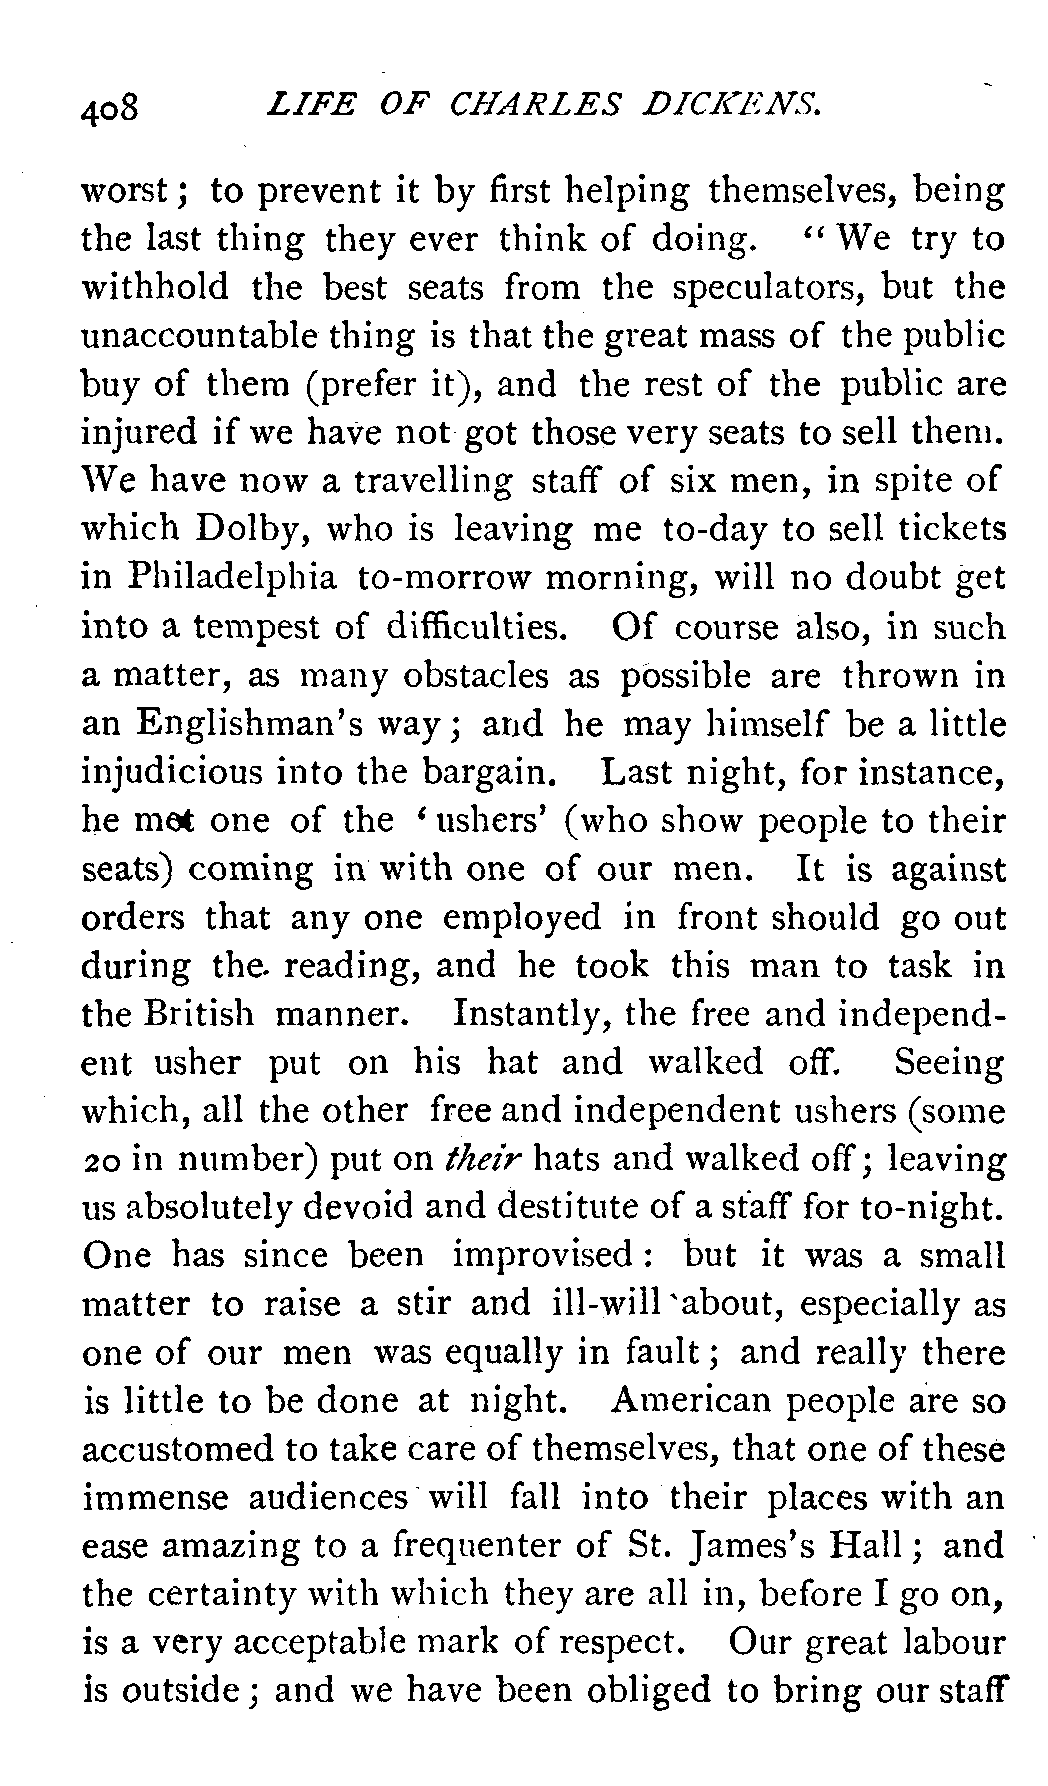 408 LIFE OF CHARLES DICKENS.
worst ; to prevent it by first helping themselves, being
the last thing they ever think of doing. “ We try to
withhold the best seats from the speculators, but the
unaccountable thing is that the great mass of the public
buy of them (prefer it), and the rest of the public are
injured if we have not got those very seats to sell them.
We have now a travelling staff of six men, in spite of
which Dolby, who is leaving me to-day to sell tickets
in Philadelphia to-morrow morning, will no doubt get
into a tempest of difficulties. Of course also, in such
a matter, as many obstacles as possible are thrown in
an Englishman's way ; and he may himself be a little
injudicious into the bargain. Last night, for instance,
he met one of the ‘ ushers’ (who show people to their
seats) coming in with one of our men. It is against
orders that any one employed in front should go out
during the reading, and he took this man to task in
the British manner. Instantly, the free and independ-
ent usher put on his hat and walked off. Seeing
which, all the other free and independent ushers (some
20 in number) put on their hats and walked off ; leaving
us absolutely devoid and destitute of a staff for to-night.
One has since been improvised : but it was a small
matter to raise a stir and ill-will about, especially as
one of our men was equally in fault ; and really there
is little to be done at night. American people are so
accustomed to take care of themselves, that one of these
immense audiences will fall into their places with an
ease amazing to a frequenter of St. James's Hall ; and
the certainty with which they are all in, before I go on,
is a very acceptable mark of respect. Our great labour
is outside ; and we have been obliged to bring our staff